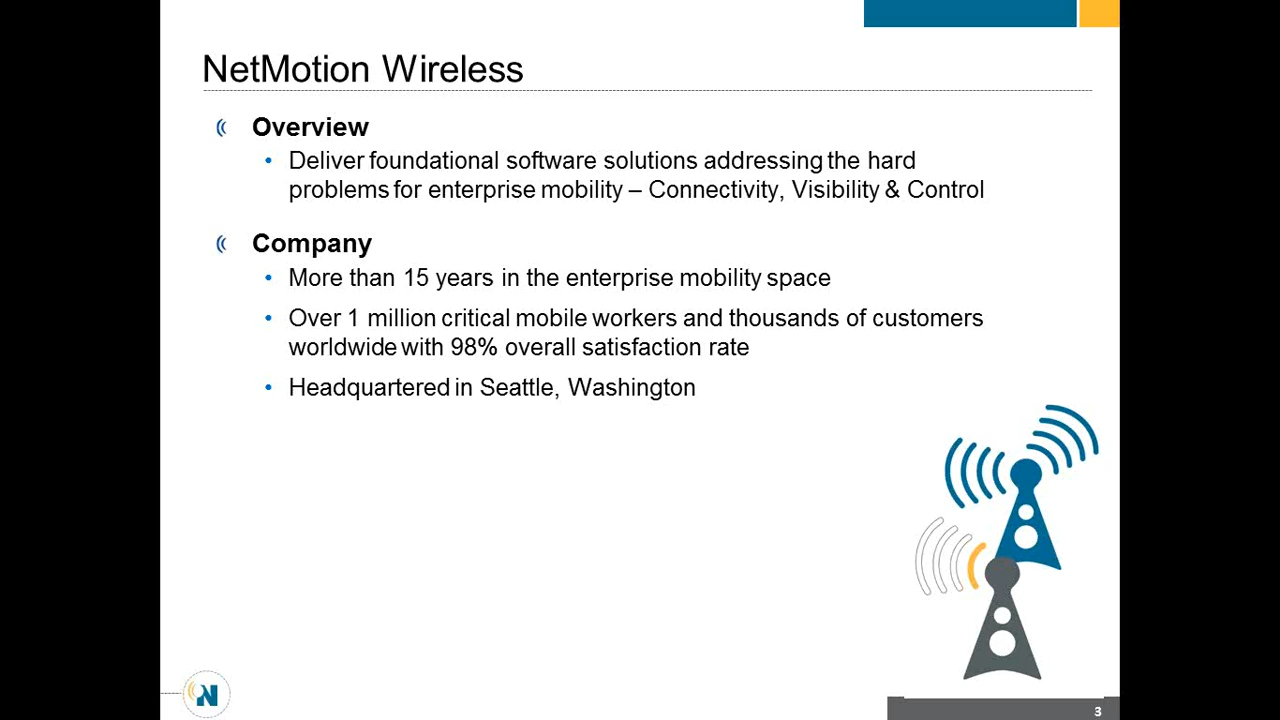 NetMotion Wireless
Overview
• Deliver foundational software solutions addressing the hard
problems for enterprise mobility – Connectivity, Visibility & Control
Company
• More than 15 years in the enterprise mobility space
• Over 1 million critical mobile workers and thousands of customers
worldwide with 98% overall satisfaction rate
• Headquartered in Seattle, Washington
N
3